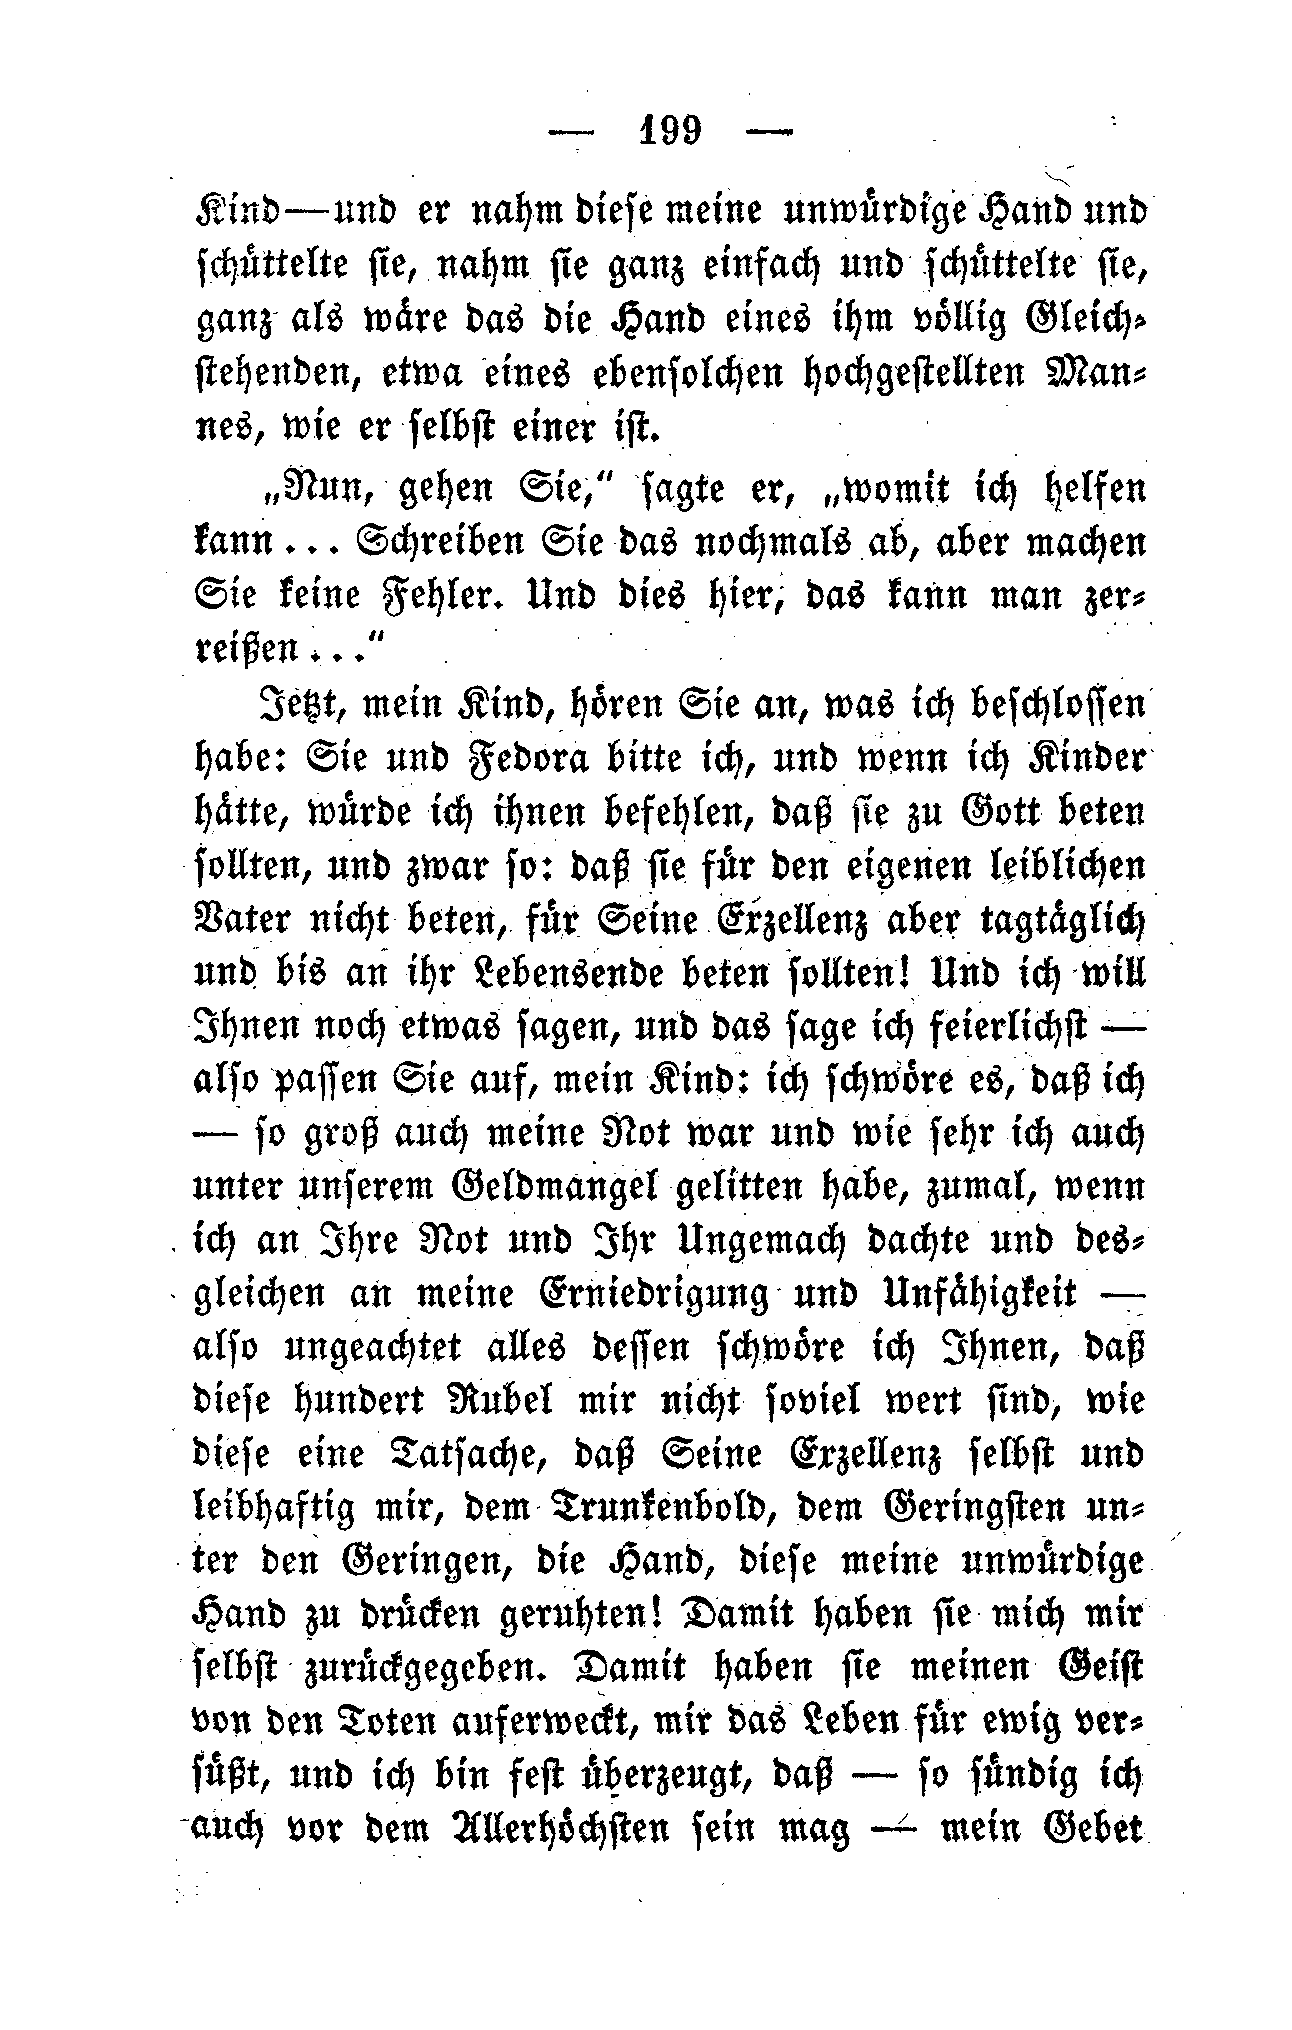 — 199 —
Kind—und er nahm diese meine unwürdige Hand und
schüttelte sie, nahm sie ganz einfach und schüttelte sie,
ganz als wäre das die Hand eines ihm völlig Gleich-
stehenden, etwa eines ebensolchen hochgestellten Man-
nes, wie er selbst einer ist.
„Nun, gehen Sie,“ sagte er, „womit ich helfen
kann... Schreiben Sie das nochmals ab, aber machen
Sie keine Fehler. Und dies hier, das kann man zer-
reißen...“
Jetzt, mein Kind, hören Sie an, was ich beschlossen
habe: Sie und Fedora bitte ich, und wenn ich Kinder
hätte, würde ich ihnen befehlen, daß sie zu Gott beten
sollten, und zwar so: daß sie für den eigenen leiblichen
Vater nicht beten, für Seine Exzellenz aber tagtäglich
und bis an ihr Lebensende beten sollten! Und ich will
Ihnen noch etwas sagen, und das sage ich feierlichst —
also passen Sie auf, mein Kind: ich schwöre es, daß ich
— so groß auch meine Not war und wie sehr ich auch
unter unserem Geldmangel gelitten habe, zumal, wenn
ich an Ihre Not und Ihr Ungemach dachte und des-
gleichen an meine Erniedrigung und Unfähigkeit —
also ungeachtet alles dessen schwöre ich Ihnen, daß
diese hundert Rubel mir nicht soviel wert sind, wie
diese eine Tatsache, daß Seine Exzellenz selbst und
leibhaftig mir, dem Trunkenbold, dem Geringsten un-
ter den Geringen, die Hand, diese meine unwürdige
Hand zu drücken geruhten! Damit haben sie mich mir
selbst zurückgegeben. Damit haben sie meinen Geist
von den Toten auferweckt, mir das Leben für ewig ver-
süßt, und ich bin fest überzeugt, daß — so sündig ich
auch vor dem Allerhöchsten sein mag — mein Gebet